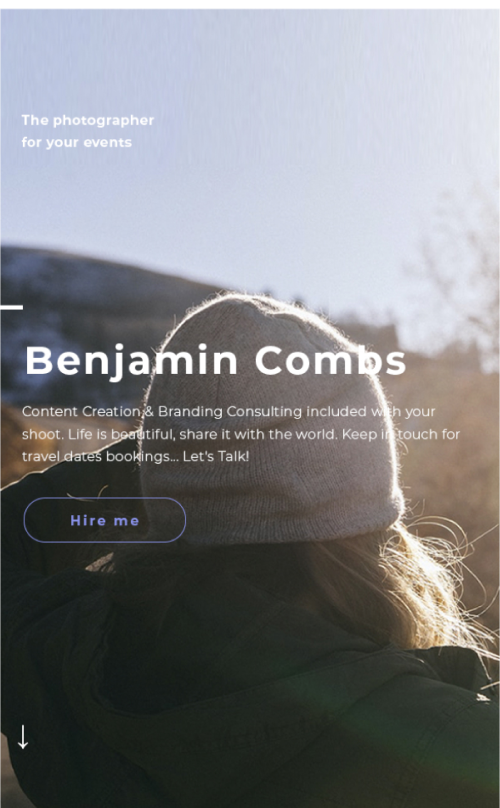 The photographer
for your events
Benjamin Combs
Content Creation & Branding Consulting included with your
shoot. Life is beautiful, share it with the world. Keep in touch for
travel dates bookings... Let's Talk!
Hire me